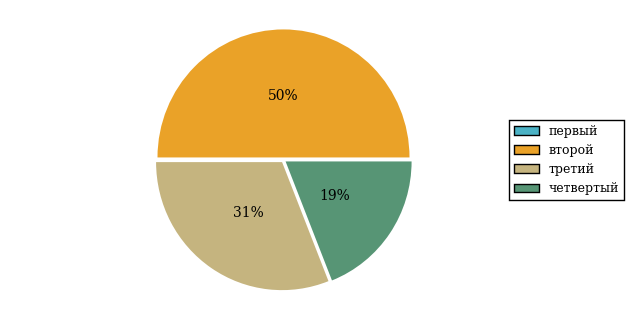 50%
31%
19%
первый
второй
третий
четвертый